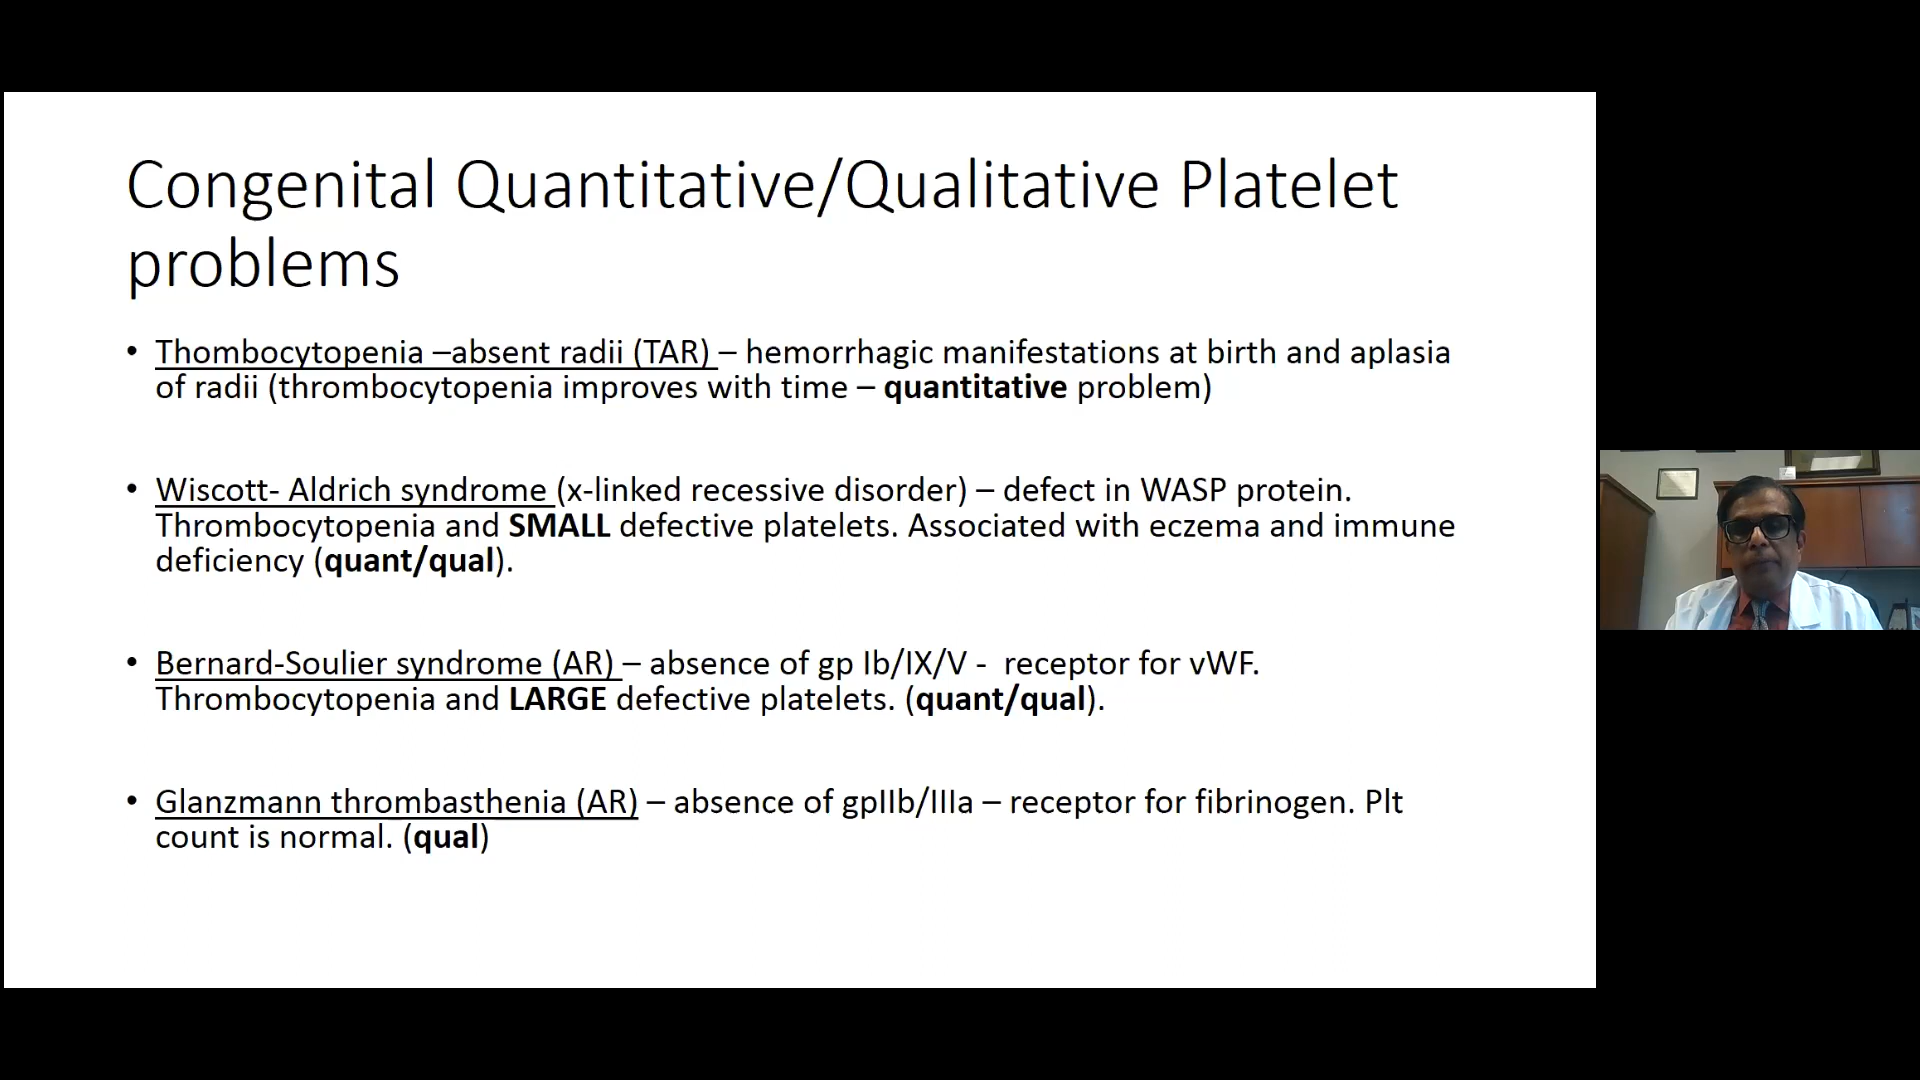 Congenital Quantitative/Qualitative Platelet
problems
• Thombocytopenia –absent radii (TAR) – hemorrhagic manifestations at birth and aplasia
of radii (thrombocytopenia improves with time – quantitative problem)
• Wiscott- Aldrich syndrome (x-linked recessive disorder) – defect in WASP protein.
Thrombocytopenia and SMALL defective platelets. Associated with eczema and immune
deficiency (quant/qual).
• Bernard-Soulier syndrome (AR) – absence of gp Ib/IX/V - receptor for vWF.
Thrombocytopenia and LARGE defective platelets. (quant/qual).
• Glanzmann thrombasthenia (AR) – absence of gpIIb/IIIa – receptor for fibrinogen. Plt
count is normal. (qual)